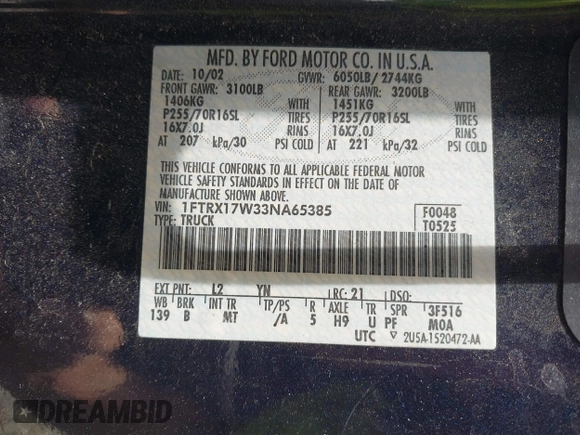 MFD. BY FORD MOTOR CO. IN U.S.A.
DATE: 10/02 GVWR: 6050LB/ 2744KG
FRONT GAWR: 3100LB REAR GAWR: 3200LB
1406KG WITH 1451KG WITH
P255/70R16SL TIRES P255/70R16SL TIRES
16X7.0J RIMS 16X7.0J RIMS
AT 207 kPa/30 PSI COLD AT 221 kPa/32 PSI COLD
THIS VEHICLE CONFORMS TO ALL APPLICABLE FEDERAL MOTOR
VEHICLE SAFETY STANDARDS IN EFFECT ON THE DATE OF
MANUFACTURE SHOWN ABOVE.
VIN: 1FTRX17W33NA65385 F0048
TYPE: TRUCK T0525
EXT PNT: L2 YN RC: 21 DSO:
WB BRK INT TR TP/PS R AXLE TR SPR 3F516
139 B MT /A 5 H9 U PF MOA
UTC ▽ 2U5A-1520472-AA
DREAMBID